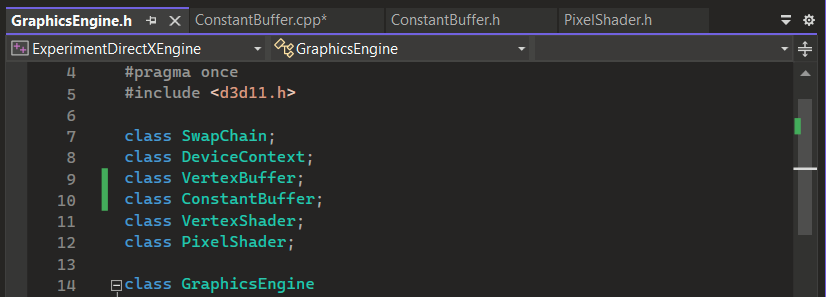 GraphicsEngine.h ConstantBuffer.cpp* ConstantBuffer.h PixelShader.h
ExperimentDirectXEngine GraphicsEngine
4 #pragma once
5 #include <d3d11.h>
6
7 class SwapChain;
8 class DeviceContext;
9 class VertexBuffer;
10 class ConstantBuffer;
11 class VertexShader;
12 class PixelShader;
13
14 class GraphicsEngine